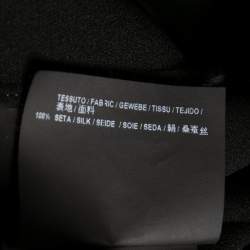 TESSUTO / FABRIC / GEWEBE / TISSU / TEJIDO /
表地 / 面料
100% SETA / SILK / SEIDE / SOIE / SEDA / 絹 / 桑蚕丝